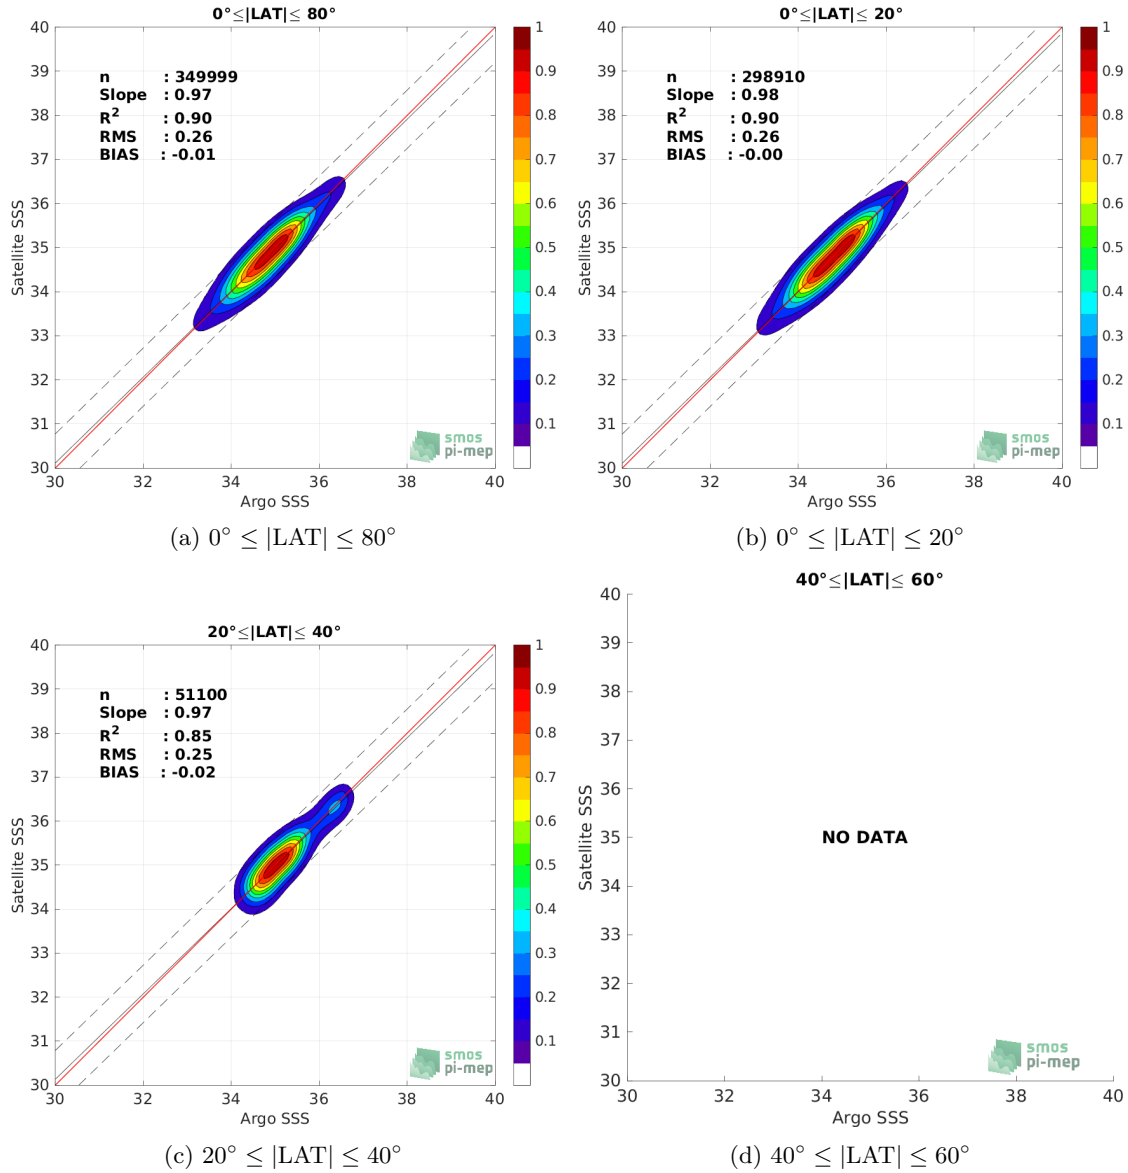 0°≤|LAT|≤ 80°
40
39
38
37
36
35
34
33
32
31
30
Satellite SSS
n : 349999
Slope : 0.97
R² : 0.90
RMS : 0.26
BIAS : -0.01
smos
pi-mep
30 32 34 36 38 40
Argo SSS
1
0.9
0.8
0.7
0.6
0.5
0.4
0.3
0.2
0.1
(a) 0° ≤ |LAT| ≤ 80°
0°≤|LAT|≤ 20°
40
39
38
37
36
35
34
33
32
31
30
Satellite SSS
n : 298910
Slope : 0.98
R² : 0.90
RMS : 0.26
BIAS : -0.00
smos
pi-mep
30 32 34 36 38 40
Argo SSS
1
0.9
0.8
0.7
0.6
0.5
0.4
0.3
0.2
0.1
(b) 0° ≤ |LAT| ≤ 20°
20°≤|LAT|≤ 40°
40
39
38
37
36
35
34
33
32
31
30
Satellite SSS
n : 51100
Slope : 0.97
R² : 0.85
RMS : 0.25
BIAS : -0.02
smos
pi-mep
30 32 34 36 38 40
Argo SSS
1
0.9
0.8
0.7
0.6
0.5
0.4
0.3
0.2
0.1
(c) 20° ≤ |LAT| ≤ 40°
40°≤|LAT|≤ 60°
40
39
38
37
36
35
34
33
32
31
30
Satellite SSS
NO DATA
smos
pi-mep
30 32 34 36 38 40
Argo SSS
(d) 40° ≤ |LAT| ≤ 60°